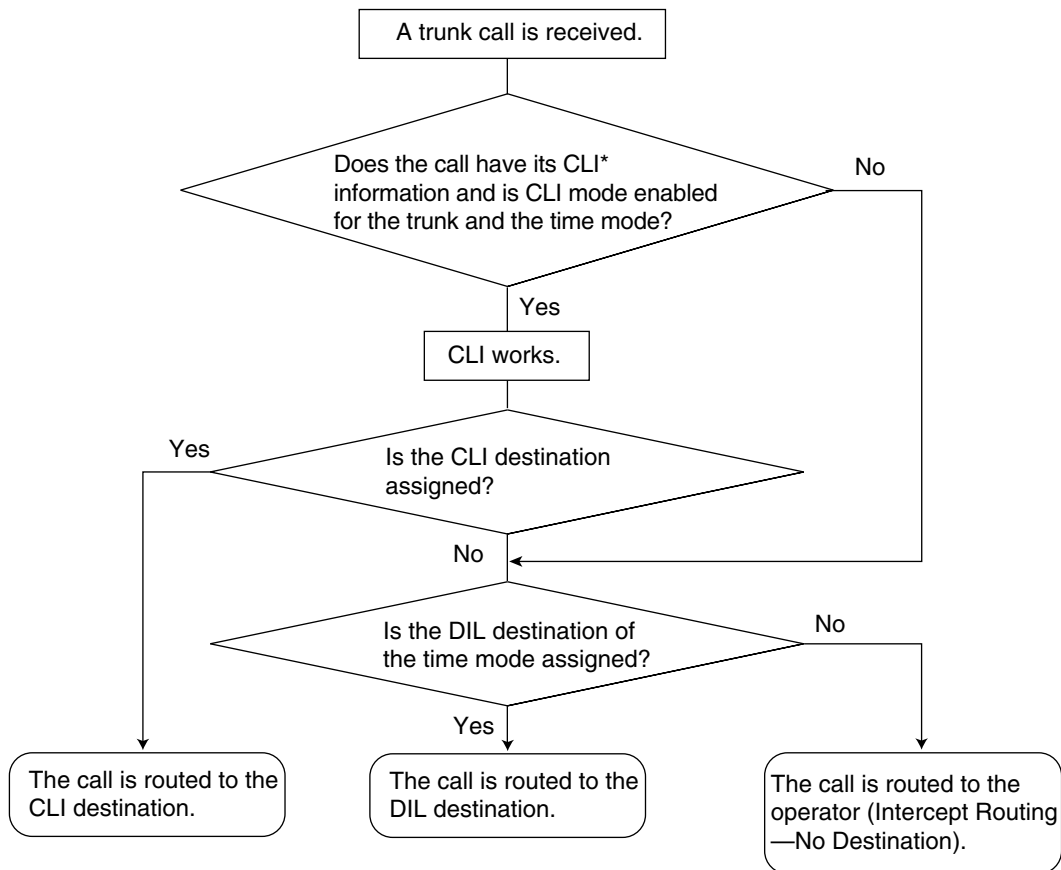 A trunk call is received.
Does the call have its CLI*
information and is CLI mode enabled
for the trunk and the time mode?
No
Yes
CLI works.
Yes
Is the CLI destination
assigned?
No
Is the DIL destination of
the time mode assigned?
No
Yes
The call is routed to the
CLI destination.
The call is routed to the
DIL destination.
The call is routed to the
operator (Intercept Routing
—No Destination).